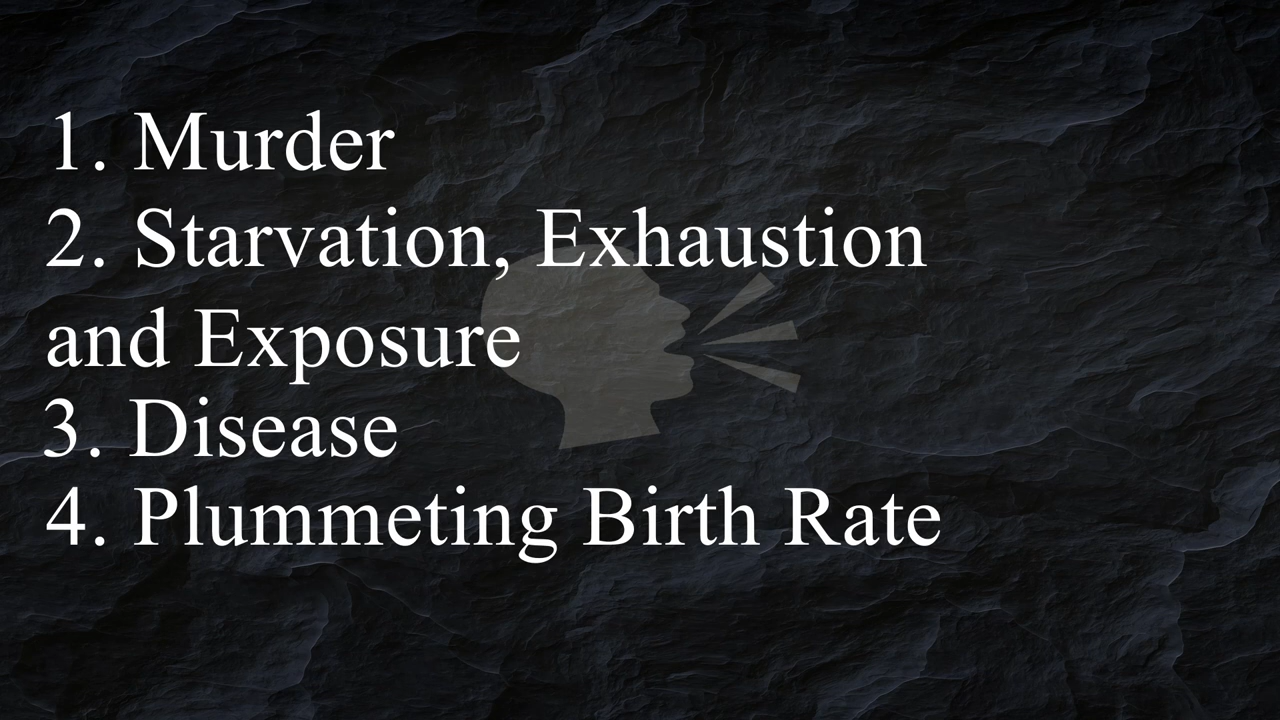 1. Murder
2. Starvation, Exhaustion
and Exposure
3. Disease
4. Plummeting Birth Rate